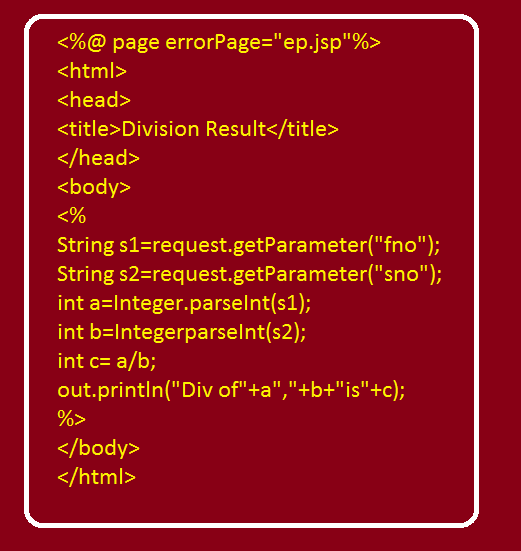 <%@ page errorPage="ep.jsp"%>
<html>
<head>
<title>Division Result</title>
</head>
<body>
<%
String s1=request.getParameter("fno");
String s2=request.getParameter("sno");
int a=Integer.parseInt(s1);
int b=IntegerparseInt(s2);
int c= a/b;
out.println("Div of"+a","+b+"is"+c);
%>
</body>
</html>